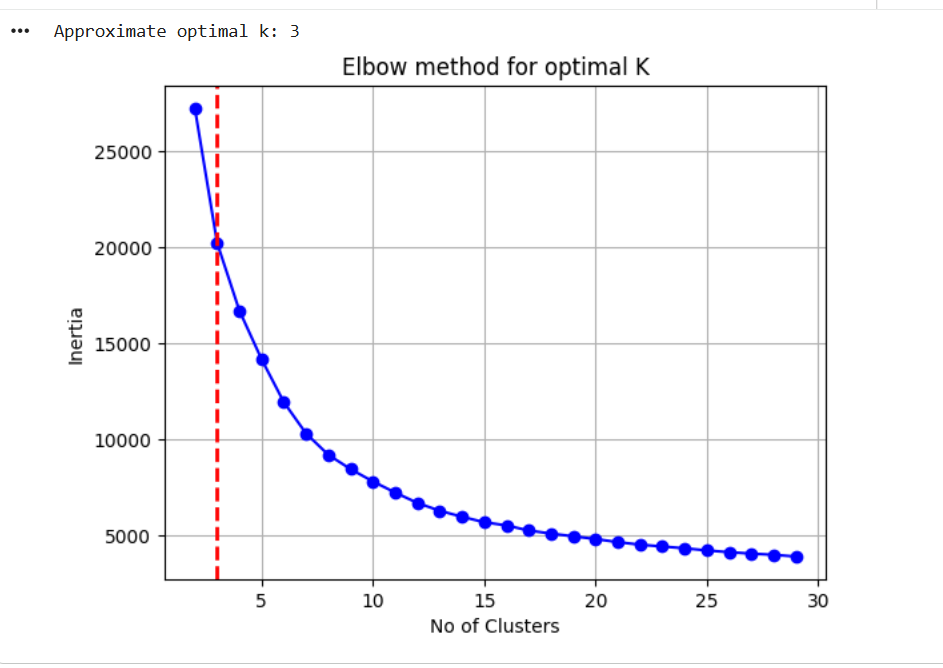 ••• Approximate optimal k: 3
Elbow method for optimal K
25000
20000
15000
10000
5000
Inertia
5 10 15 20 25 30
No of Clusters